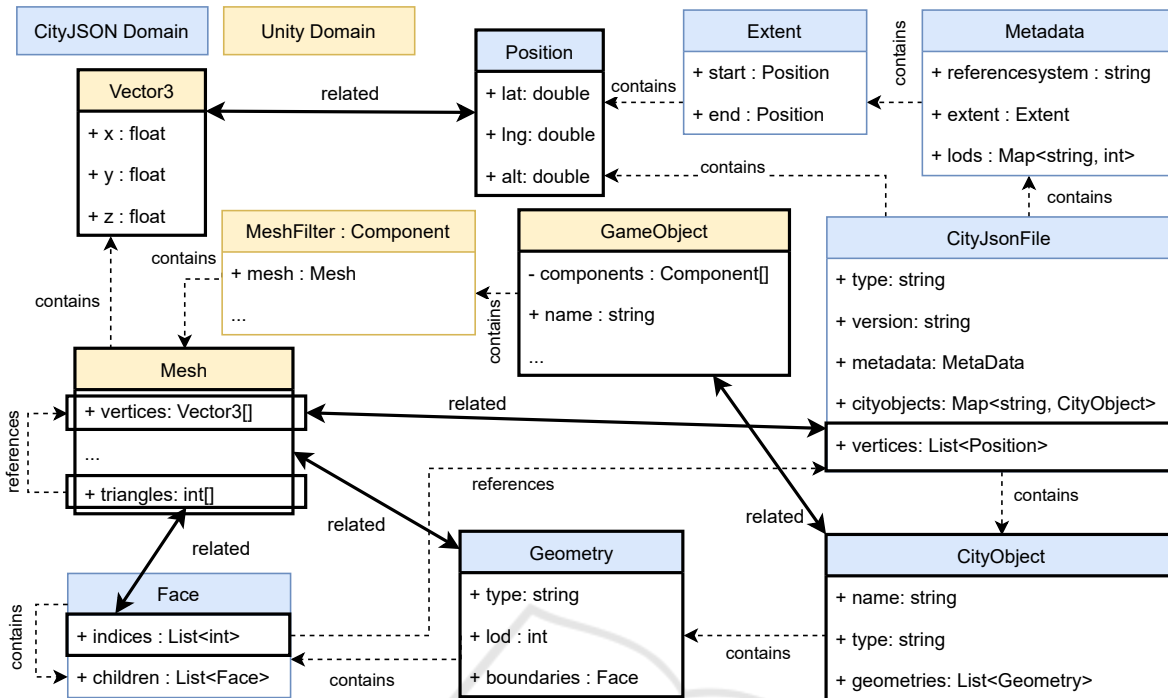 CityJSON Domain
Unity Domain
Vector3
+ x : float
+ y : float
+ z : float
related
Position
+ lat: double
+ lng: double
+ alt: double
contains
Extent
+ start : Position
+ end : Position
contains
Metadata
+ referencesystem : string
+ extent : Extent
+ lods : Map<string, int>
contains
contains
contains
MeshFilter : Component
+ mesh : Mesh
...
contains
contains
GameObject
- components : Component[]
+ name : string
...
CityJsonFile
+ type: string
+ version: string
+ metadata: MetaData
+ cityobjects: Map<string, CityObject>
+ vertices: List<Position>
Mesh
+ vertices: Vector3[]
...
+ triangles: int[]
references
related
references
contains
related
related
related
Face
+ indices : List<int>
+ children : List<Face>
contains
contains
Geometry
+ type: string
+ lod : int
+ boundaries : Face
contains
CityObject
+ name: string
+ type: string
+ geometries: List<Geometry>